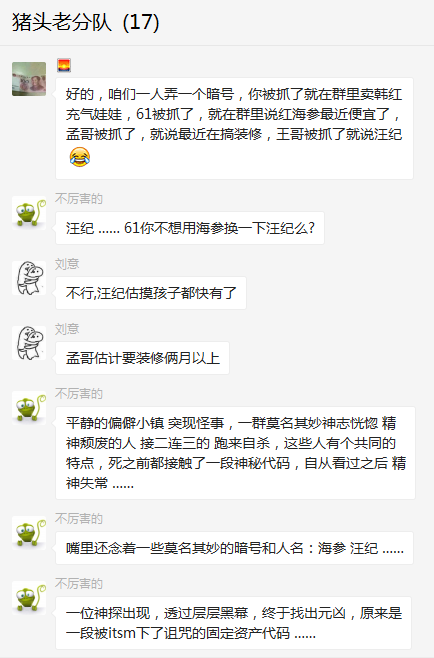 猪头老分队 (17)
好的，咱们一人弄一个暗号，你被抓了就在群里卖韩红
充气娃娃，61被抓了，就在群里说红海参最近便宜了，
孟哥被抓了，就说最近在搞装修，王哥被抓了就说汪纪
😂
不厉害的
汪纪 ...... 61你不想用海参换一下汪纪么?
刘意
不行,汪纪估摸孩子都快有了
刘意
孟哥估计要装修俩月以上
不厉害的
平静的偏僻小镇 突现怪事，一群莫名其妙神志恍惚 精
神颓废的人 接二连三的 跑来自杀，这些人有个共同的
特点，死之前都接触了一段神秘代码，自从看过之后 精
神失常 ......
不厉害的
嘴里还念着一些莫名其妙的暗号和人名：海参 汪纪 ......
不厉害的
一位神探出现，透过层层黑幕，终于找出元凶，原来是
一段被itsm下了诅咒的固定资产代码 ......